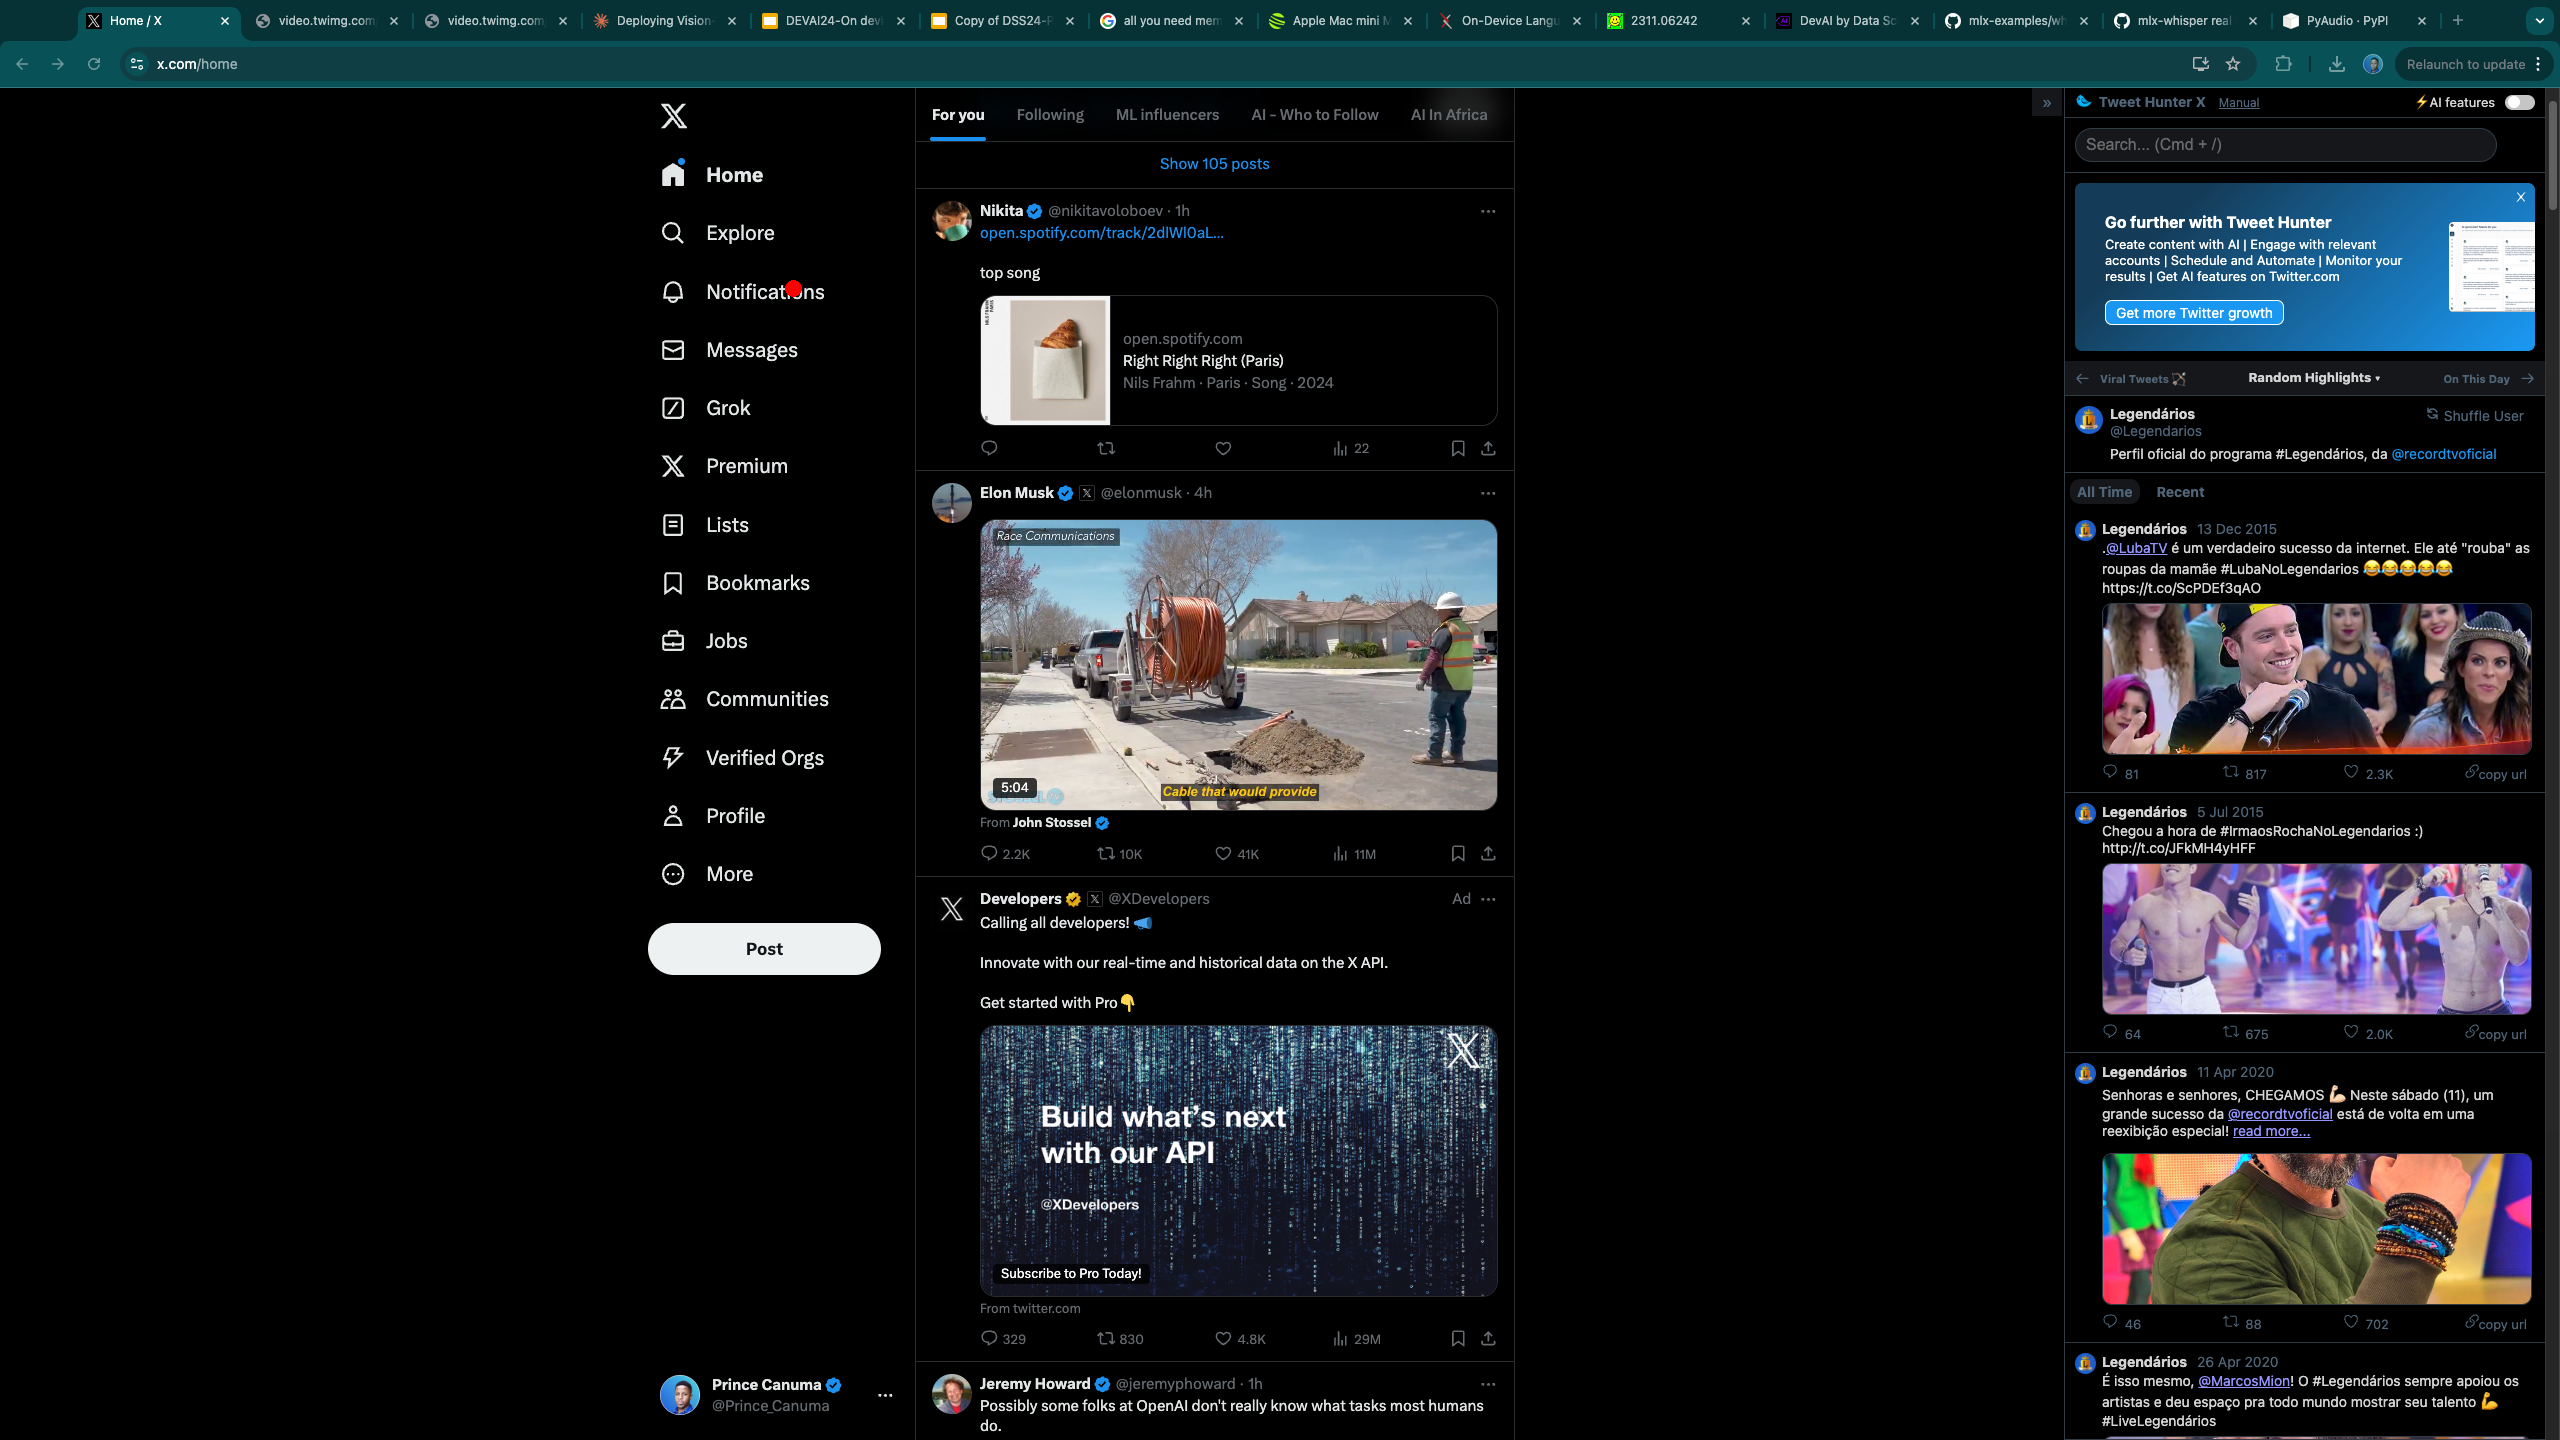 Home / X
video.twimg.com
video.twimg.com
Deploying Vision-
DEVAI24-On devi
Copy of DSS24-P
all you need mem
Apple Mac mini M
On-Device Langu
2311.06242
DevAI by Data Sc
mlx-examples/wh
mlx-whisper real
PyAudio · PyPI
x.com/home
Relaunch to update
Home
Explore
Notifications
Messages
Grok
Premium
Lists
Bookmarks
Jobs
Communities
Verified Orgs
Profile
More
Post
Prince Canuma
@Prince_Canuma
For you
Following
ML influencers
AI - Who to Follow
AI In Africa
Show 105 posts
Nikita @nikitavoloboev · 1h
open.spotify.com/track/2dlWl0aL...
top song
open.spotify.com
Right Right Right (Paris)
Nils Frahm · Paris · Song · 2024
22
Elon Musk @elonmusk · 4h
Race Communications
5:04
Cable that would provide
From John Stossel
2.2K 10K 41K 11M
Developers @XDevelopers
Ad
Calling all developers! 📣
Innovate with our real-time and historical data on the X API.
Get started with Pro👇
Build what's next
with our API
@XDevelopers
Subscribe to Pro Today!
From twitter.com
329 830 4.8K 29M
Jeremy Howard @jeremyphoward · 1h
Possibly some folks at OpenAI don't really know what tasks most humans
do.
Tweet Hunter X Manual
⚡AI features
Search... (Cmd + /)
Go further with Tweet Hunter
Create content with AI | Engage with relevant
accounts | Schedule and Automate | Monitor your
results | Get AI features on Twitter.com
Get more Twitter growth
← Viral Tweets🏹
Random Highlights ▾
On This Day →
Legendários
@Legendarios
Shuffle User
Perfil oficial do programa #Legendários, da @recordtvoficial
All Time
Recent
Legendários 13 Dec 2015
.@LubaTV é um verdadeiro sucesso da internet. Ele até "rouba" as
roupas da mamãe #LubaNoLegendarios 😂😂😂😂😂
https://t.co/ScPDEf3qAO
81 817 2.3K copy url
Legendários 5 Jul 2015
Chegou a hora de #IrmaosRochaNoLegendarios :)
http://t.co/JFkMH4yHFF
64 675 2.0K copy url
Legendários 11 Apr 2020
Senhoras e senhores, CHEGAMOS 💪 Neste sábado (11), um
grande sucesso da @recordtvoficial está de volta em uma
reexibição especial! read more...
46 88 702 copy url
Legendários 26 Apr 2020
É isso mesmo, @MarcosMion! O #Legendários sempre apoiou os
artistas e deu espaço pra todo mundo mostrar seu talento 💪
#LiveLegendários